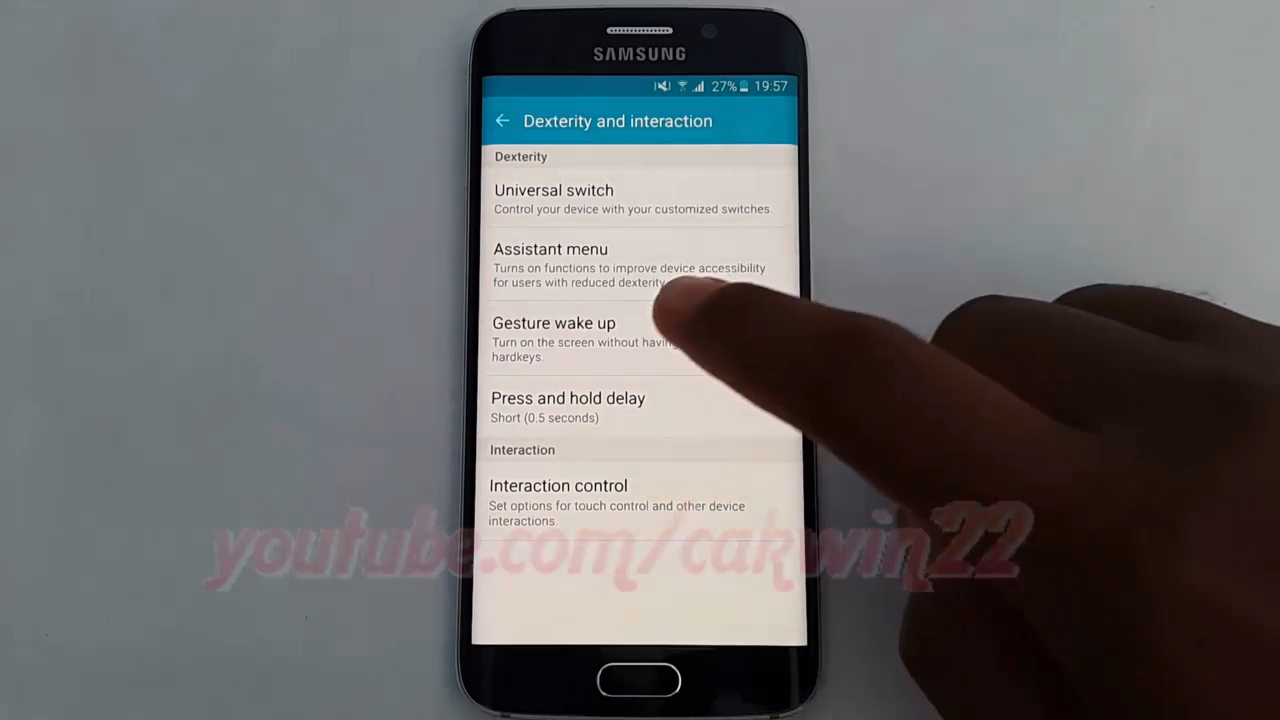 SAMSUNG
27% 19:57
Dexterity and interaction
Dexterity
Universal switch
Control your device with your customized switches.
Assistant menu
Turns on functions to improve device accessibility
for users with reduced dexterity
Gesture wake up
Turn on the screen without having
hardkeys.
Press and hold delay
Short (0.5 seconds)
Interaction
Interaction control
Set options for touch control and other device
interactions.
youtube.com/cakwin22